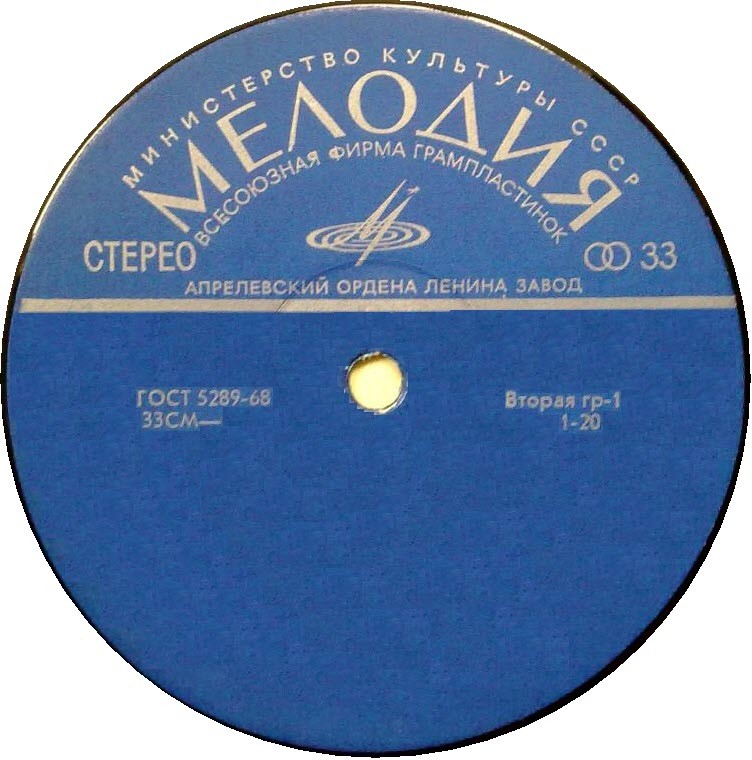 МИНИСТЕРСТВО КУЛЬТУРЫ СССР
МЕЛОДИЯ
ВСЕСОЮЗНАЯ ФИРМА ГРАМПЛАСТИНОК
СТЕРЕО
33
АПРЕЛЕВСКИЙ ОРДЕНА ЛЕНИНА ЗАВОД
ГОСТ 5289-68
33СМ—
Вторая гр-1
1-20